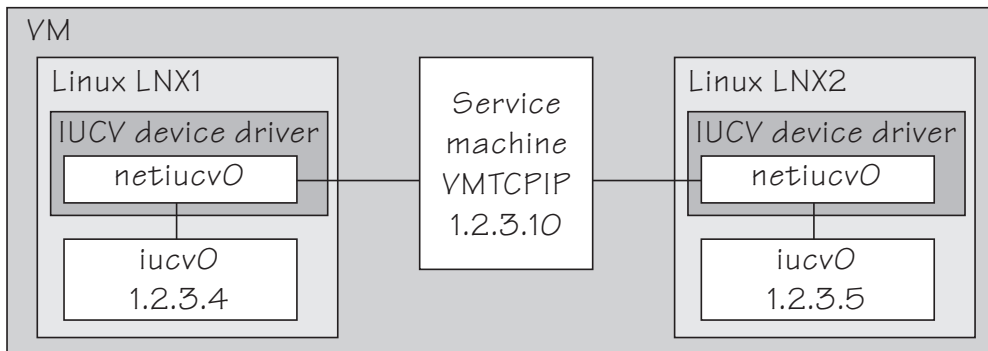 VM
Linux LNX1
IUCV device driver
netiucv0
iucv0
1.2.3.4
Service
machine
VMTCPIP
1.2.3.10
Linux LNX2
IUCV device driver
netiucv0
iucv0
1.2.3.5